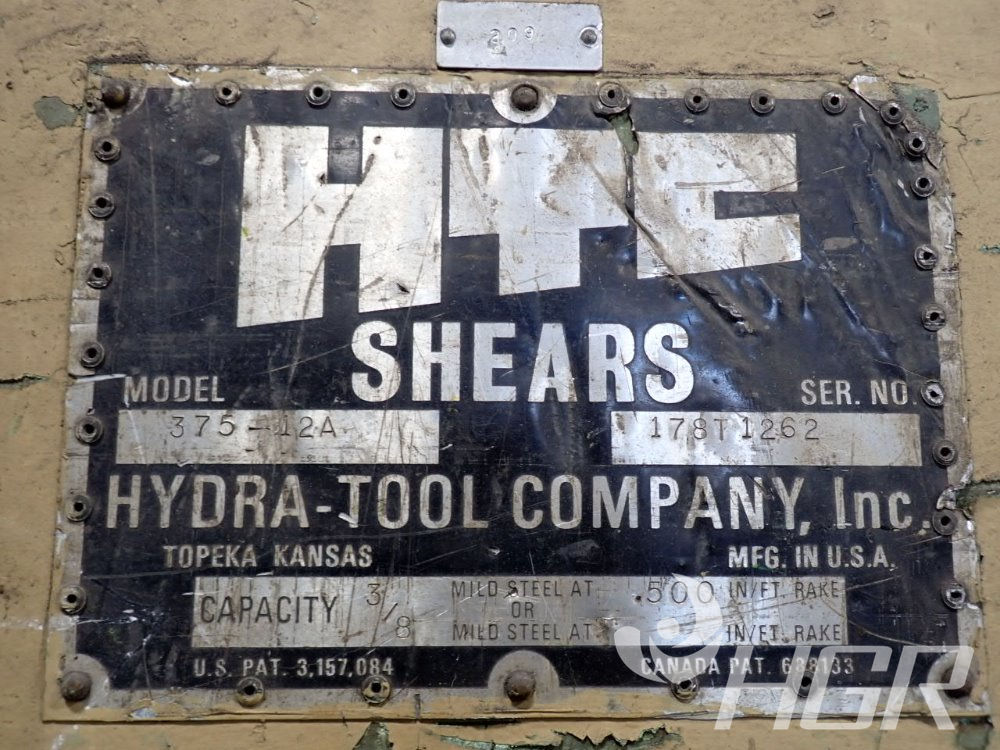 209
HTC
SHEARS
MODEL SER. NO.
375-12A 178T1262
HYDRA-TOOL COMPANY, Inc.
TOPEKA KANSAS MFG. IN U.S.A.
CAPACITY 3/8 MILD STEEL AT .500 IN/FT. RAKE
OR
MILD STEEL AT IN/FT. RAKE
U.S. PAT. 3,157,084 CANADA PAT. 688133
HGR